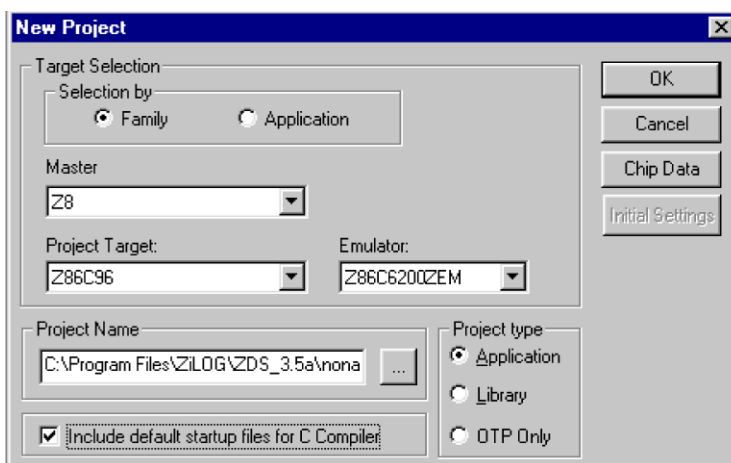 New Project
Target Selection
Selection by
Family
Application
Master
Z8
Project Target:
Emulator:
Z86C96
Z86C6200ZEM
OK
Cancel
Chip Data
Initial Settings
Project Name
C:\Program Files\ZiLOG\ZDS_3.5a\nona
...
Include default startup files for C Compiler
Project type
Application
Library
OTP Only